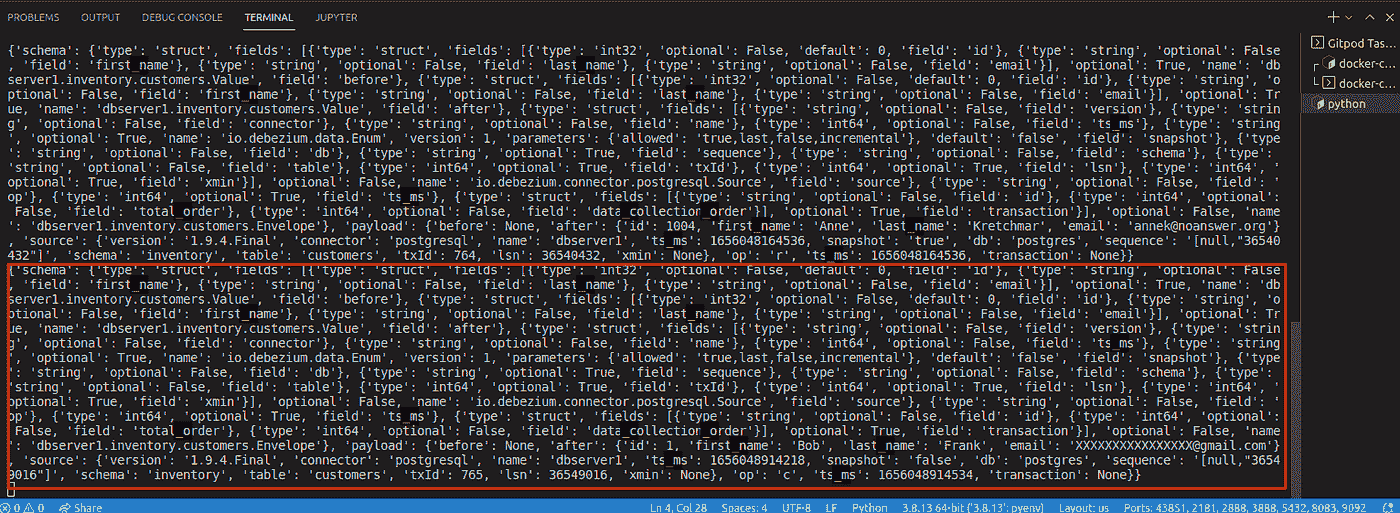 PROBLEMS OUTPUT DEBUG CONSOLE TERMINAL JUPYTER
{'schema': {'type': 'struct', 'fields': [{'type': 'struct', 'fields': [{'type': 'int32', 'optional': False, 'default': 0, 'field': 'id'}, {'type': 'string', 'optional': False
, 'field': 'first_name'}, {'type': 'string', 'optional': False, 'field': 'last_name'}, {'type': 'string', 'optional': False, 'field': 'email'}], 'optional': True, 'name': 'db
server1.inventory.customers.Value', 'field': 'before'}, {'type': 'struct', 'fields': [{'type': 'int32', 'optional': False, 'default': 0, 'field': 'id'}, {'type': 'string', 'o
ptional': False, 'field': 'first_name'}, {'type': 'string', 'optional': False, 'field': 'last_name'}, {'type': 'string', 'optional': False, 'field': 'email'}], 'optional': Tr
ue, 'name': 'dbserver1.inventory.customers.Value', 'field': 'after'}, {'type': 'struct', 'fields': [{'type': 'string', 'optional': False, 'field': 'version'}, {'type': 'strin
g', 'optional': False, 'field': 'connector'}, {'type': 'string', 'optional': False, 'field': 'name'}, {'type': 'int64', 'optional': False, 'field': 'ts_ms'}, {'type': 'string
', 'optional': True, 'name': 'io.debezium.data.Enum', 'version': 1, 'parameters': {'allowed': 'true,last,false,incremental'}, 'default': 'false', 'field': 'snapshot'}, {'type
': 'string', 'optional': False, 'field': 'db'}, {'type': 'string', 'optional': True, 'field': 'sequence'}, {'type': 'string', 'optional': False, 'field': 'schema'}, {'type': 
'string', 'optional': False, 'field': 'table'}, {'type': 'int64', 'optional': True, 'field': 'txId'}, {'type': 'int64', 'optional': True, 'field': 'lsn'}, {'type': 'int64', '
optional': True, 'field': 'xmin'}], 'optional': False, 'name': 'io.debezium.connector.postgresql.Source', 'field': 'source'}, {'type': 'string', 'optional': False, 'field': '
op'}, {'type': 'int64', 'optional': True, 'field': 'ts_ms'}, {'type': 'struct', 'fields': [{'type': 'string', 'optional': False, 'field': 'id'}, {'type': 'int64', 'optional':
 False, 'field': 'total_order'}, {'type': 'int64', 'optional': False, 'field': 'data_collection_order'}], 'optional': True, 'field': 'transaction'}], 'optional': False, 'name
': 'dbserver1.inventory.customers.Envelope'}, 'payload': {'before': None, 'after': {'id': 1004, 'first_name': 'Anne', 'last_name': 'Kretchmar', 'email': 'annek@noanswer.org'}
, 'source': {'version': '1.9.4.Final', 'connector': 'postgresql', 'name': 'dbserver1', 'ts_ms': 1656048164536, 'snapshot': 'true', 'db': 'postgres', 'sequence': '[null,"36540
432"]', 'schema': 'inventory', 'table': 'customers', 'txId': 764, 'lsn': 36540432, 'xmin': None}, 'op': 'r', 'ts_ms': 1656048164536, 'transaction': None}}
{'schema': {'type': 'struct', 'fields': [{'type': 'struct', 'fields': [{'type': 'int32', 'optional': False, 'default': 0, 'field': 'id'}, {'type': 'string', 'optional': False
, 'field': 'first_name'}, {'type': 'string', 'optional': False, 'field': 'last_name'}, {'type': 'string', 'optional': False, 'field': 'email'}], 'optional': True, 'name': 'db
server1.inventory.customers.Value', 'field': 'before'}, {'type': 'struct', 'fields': [{'type': 'int32', 'optional': False, 'default': 0, 'field': 'id'}, {'type': 'string', 'o
ptional': False, 'field': 'first_name'}, {'type': 'string', 'optional': False, 'field': 'last_name'}, {'type': 'string', 'optional': False, 'field': 'email'}], 'optional': Tr
ue, 'name': 'dbserver1.inventory.customers.Value', 'field': 'after'}, {'type': 'struct', 'fields': [{'type': 'string', 'optional': False, 'field': 'version'}, {'type': 'strin
g', 'optional': False, 'field': 'connector'}, {'type': 'string', 'optional': False, 'field': 'name'}, {'type': 'int64', 'optional': False, 'field': 'ts_ms'}, {'type': 'string
', 'optional': True, 'name': 'io.debezium.data.Enum', 'version': 1, 'parameters': {'allowed': 'true,last,false,incremental'}, 'default': 'false', 'field': 'snapshot'}, {'type
': 'string', 'optional': False, 'field': 'db'}, {'type': 'string', 'optional': True, 'field': 'sequence'}, {'type': 'string', 'optional': False, 'field': 'schema'}, {'type': 
'string', 'optional': False, 'field': 'table'}, {'type': 'int64', 'optional': True, 'field': 'txId'}, {'type': 'int64', 'optional': True, 'field': 'lsn'}, {'type': 'int64', '
optional': True, 'field': 'xmin'}], 'optional': False, 'name': 'io.debezium.connector.postgresql.Source', 'field': 'source'}, {'type': 'string', 'optional': False, 'field': '
op'}, {'type': 'int64', 'optional': True, 'field': 'ts_ms'}, {'type': 'struct', 'fields': [{'type': 'string', 'optional': False, 'field': 'id'}, {'type': 'int64', 'optional':
 False, 'field': 'total_order'}, {'type': 'int64', 'optional': False, 'field': 'data_collection_order'}], 'optional': True, 'field': 'transaction'}], 'optional': False, 'name
': 'dbserver1.inventory.customers.Envelope'}, 'payload': {'before': None, 'after': {'id': 1, 'first_name': 'Bob', 'last_name': 'Frank', 'email': 'XXXXXXXXXXXXXXXX@gmail.com'}
, 'source': {'version': '1.9.4.Final', 'connector': 'postgresql', 'name': 'dbserver1', 'ts_ms': 1656048914218, 'snapshot': 'false', 'db': 'postgres', 'sequence': '[null,"3654
9016"]', 'schema': 'inventory', 'table': 'customers', 'txId': 765, 'lsn': 36549016, 'xmin': None}, 'op': 'c', 'ts_ms': 1656048914534, 'transaction': None}}
Gitpod Tas...
docker-c...
docker-c...
python
0 0 Share Ln 4, Col 28 Spaces: 4 UTF-8 LF Python 3.8.13 64-bit ('3.8.13': pyenv) Layout: us Ports: 43851, 2181, 2888, 3888, 5432, 8083, 9092